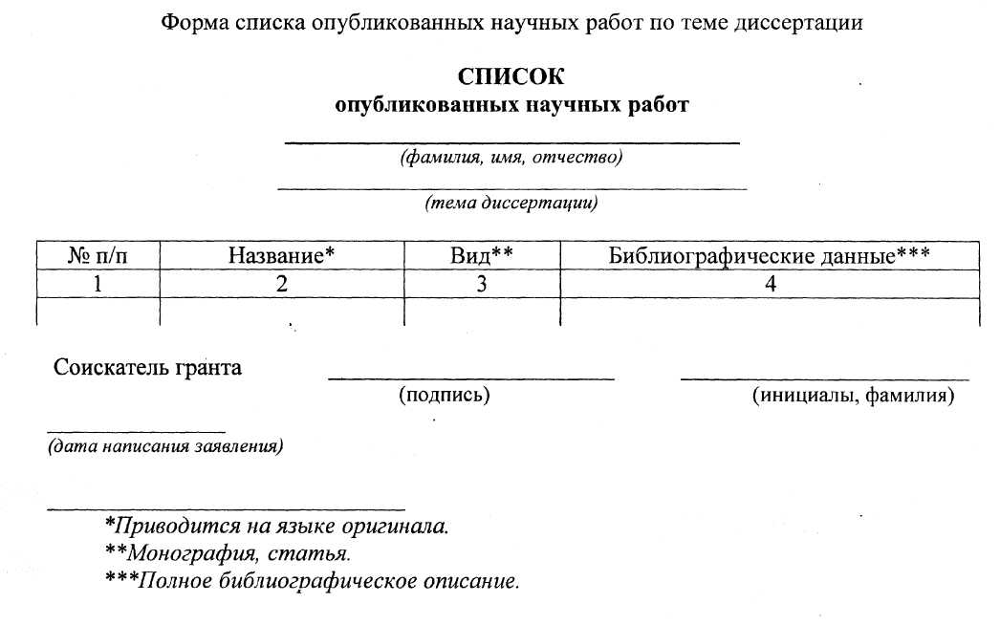 Форма списка опубликованных научных работ по теме диссертации
СПИСОК
опубликованных научных работ
(фамилия, имя, отчество)
(тема диссертации)
№ п/п Название* Вид** Библиографические данные***
1 2 3 4
Соискатель гранта
(подпись) (инициалы, фамилия)
(дата написания заявления)
*Приводится на языке оригинала.
**Монография, статья.
***Полное библиографическое описание.